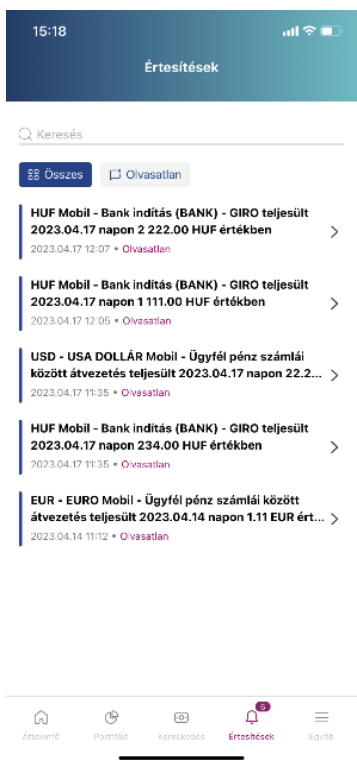 15:18
Értesítések
Keresés
Összes
Olvasatlan
HUF Mobil - Bank indítás (BANK) - GIRO teljesült
2023.04.17 napon 2 222.00 HUF értékben
2023.04.17 12:07 • Olvasatlan
HUF Mobil - Bank indítás (BANK) - GIRO teljesült
2023.04.17 napon 1 111.00 HUF értékben
2023.04.17 12:05 • Olvasatlan
USD - USA DOLLÁR Mobil - Ügyfél pénz számlái
között átvezetés teljesült 2023.04.17 napon 22.2...
2023.04.17 11:35 • Olvasatlan
HUF Mobil - Bank indítás (BANK) - GIRO teljesült
2023.04.17 napon 234.00 HUF értékben
2023.04.17 11:35 • Olvasatlan
EUR - EURO Mobil - Ügyfél pénz számlái között
átvezetés teljesült 2023.04.14 napon 1.11 EUR ért...
2023.04.14 11:12 • Olvasatlan
5
Áttekintő
Portfólió
Kereskedés
Értesítések
Egyéb